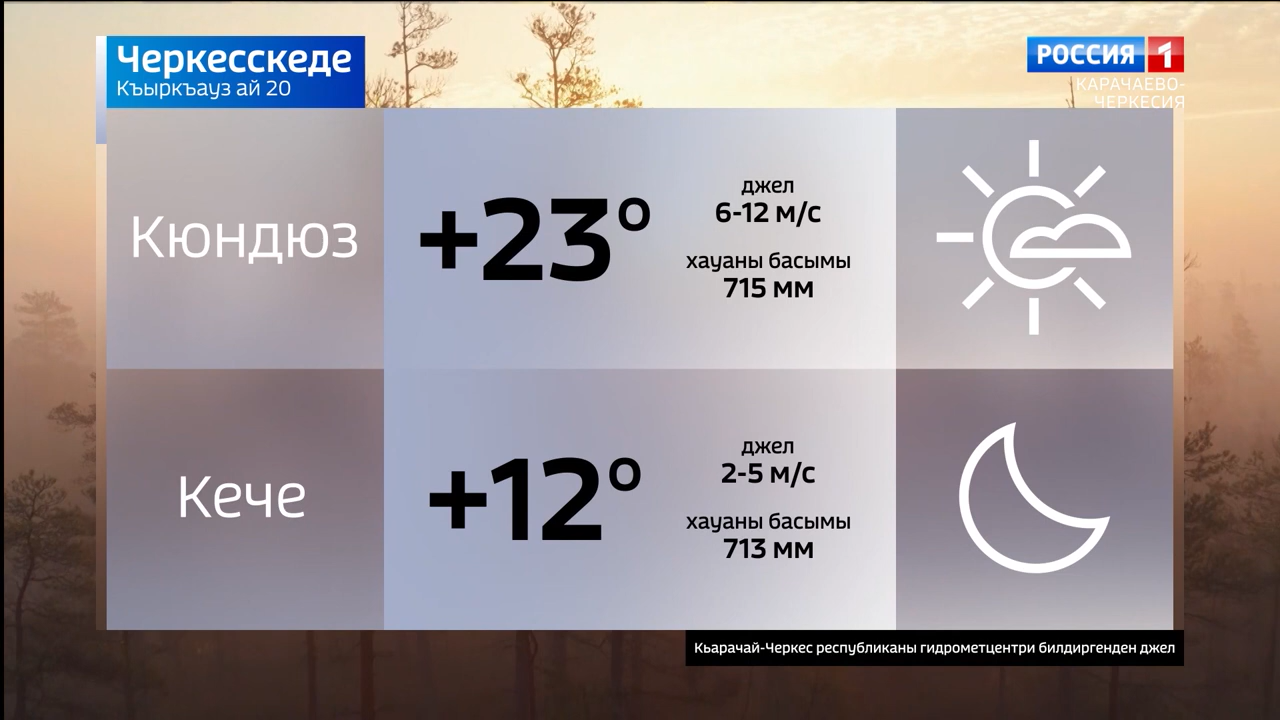 Черкесскеде
Къыркъауз ай 20
РОССИЯ 1
КАРАЧАЕВО-
ЧЕРКЕСИЯ
Кюндюз
+23°
джел
6-12 м/с
хауаны басымы
715 мм
Кече
+12°
джел
2-5 м/с
хауаны басымы
713 мм
Кьарачай-Черкес республиканы гидрометцентри билдиргенден джел